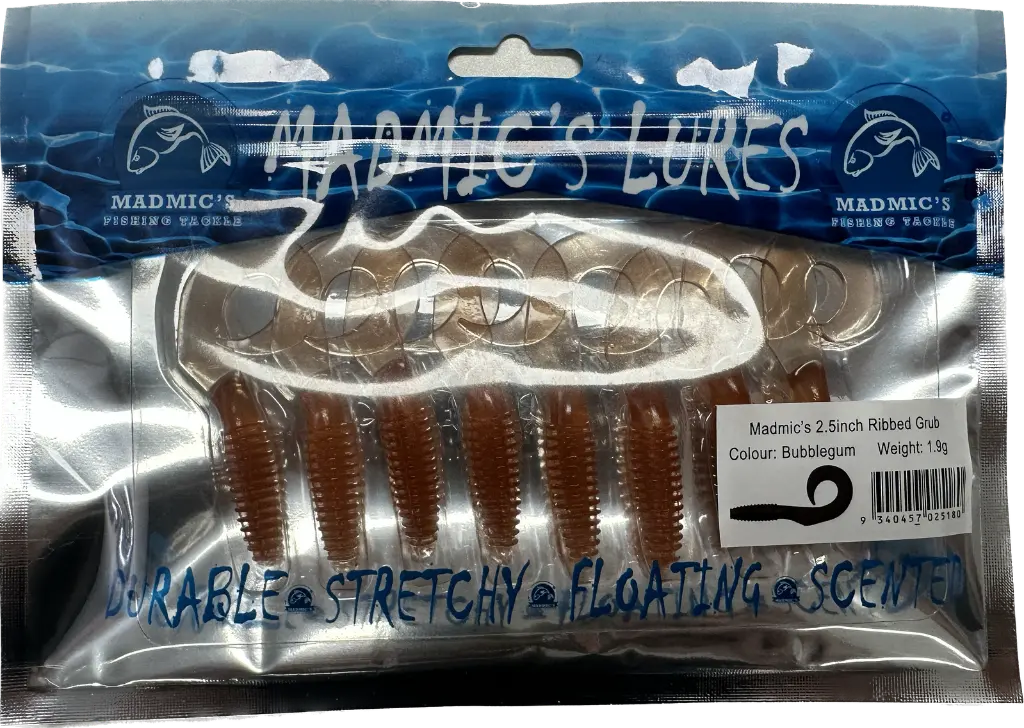 MADMIC'S LURES
MADMIC'S
FISHING TACKLE
MADMIC'S
FISHING TACKLE
Madmic's 2.5inch Ribbed Grub
Colour: Bubblegum Weight: 1.9g
9 340457 025180
DURABLE STRETCHY FLOATING SCENTED